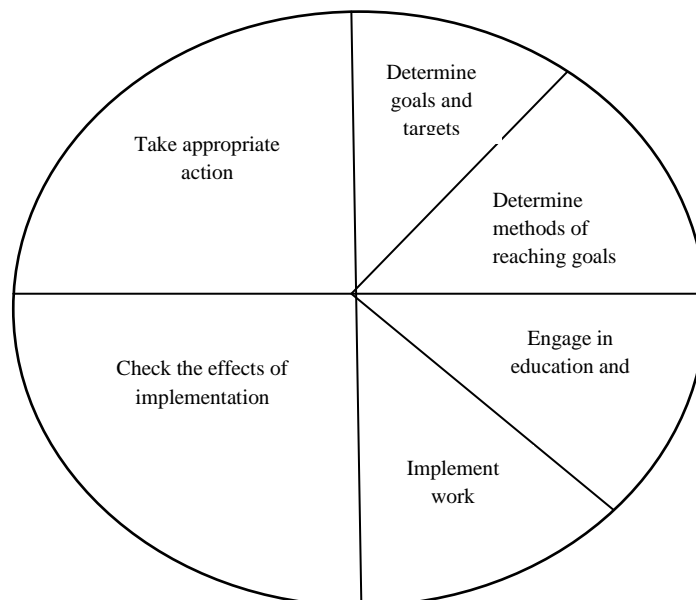 Determine
goals and
targets
Determine
methods of
reaching goals
Engage in
education and
Implement
work
Check the effects of
implementation
Take appropriate
action